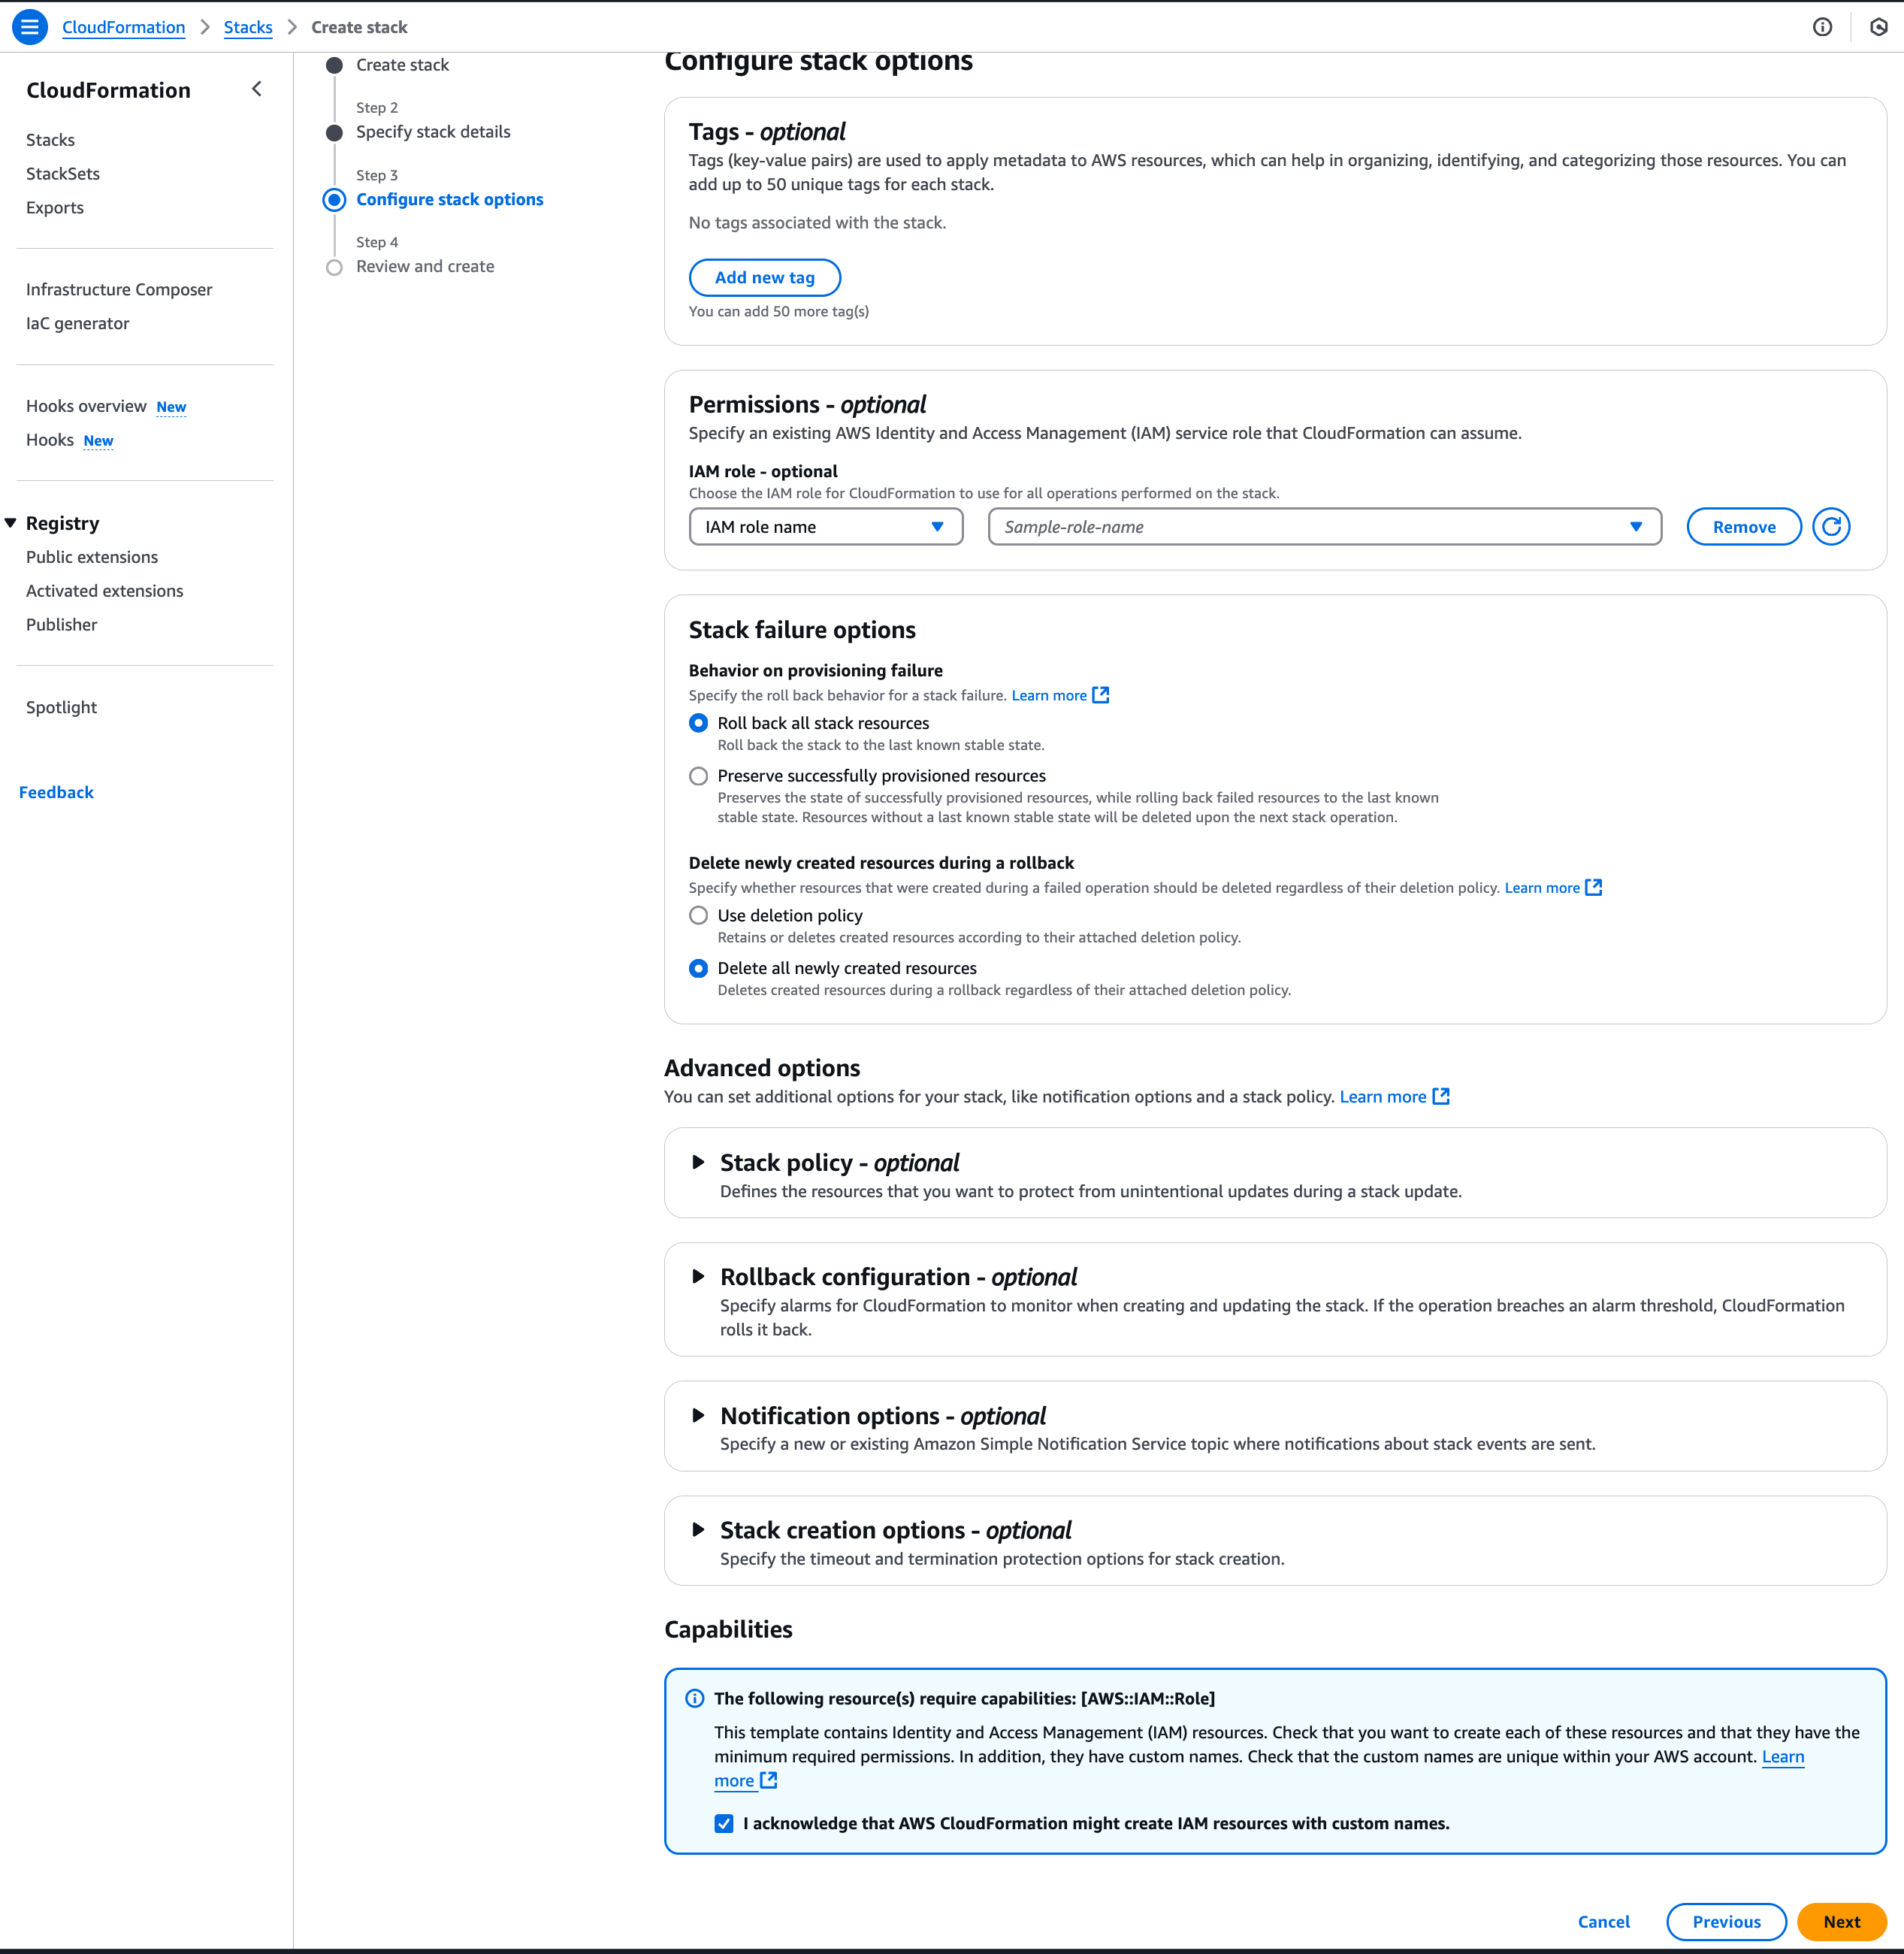 CloudFormation
Stacks
Create stack
CloudFormation
Stacks
StackSets
Exports
Infrastructure Composer
IaC generator
Hooks overview New
Hooks New
Registry
Public extensions
Activated extensions
Publisher
Spotlight
Feedback
Create stack
Step 2
Specify stack details
Step 3
Configure stack options
Step 4
Review and create
Configure stack options
Tags - optional
Tags (key-value pairs) are used to apply metadata to AWS resources, which can help in organizing, identifying, and categorizing those resources. You can
add up to 50 unique tags for each stack.
No tags associated with the stack.
Add new tag
You can add 50 more tag(s)
Permissions - optional
Specify an existing AWS Identity and Access Management (IAM) service role that CloudFormation can assume.
IAM role - optional
Choose the IAM role for CloudFormation to use for all operations performed on the stack.
IAM role name
Sample-role-name
Remove
Stack failure options
Behavior on provisioning failure
Specify the roll back behavior for a stack failure. Learn more
Roll back all stack resources
Roll back the stack to the last known stable state.
Preserve successfully provisioned resources
Preserves the state of successfully provisioned resources, while rolling back failed resources to the last known
stable state. Resources without a last known stable state will be deleted upon the next stack operation.
Delete newly created resources during a rollback
Specify whether resources that were created during a failed operation should be deleted regardless of their deletion policy. Learn more
Use deletion policy
Retains or deletes created resources according to their attached deletion policy.
Delete all newly created resources
Deletes created resources during a rollback regardless of their attached deletion policy.
Advanced options
You can set additional options for your stack, like notification options and a stack policy. Learn more
Stack policy - optional
Defines the resources that you want to protect from unintentional updates during a stack update.
Rollback configuration - optional
Specify alarms for CloudFormation to monitor when creating and updating the stack. If the operation breaches an alarm threshold, CloudFormation
rolls it back.
Notification options - optional
Specify a new or existing Amazon Simple Notification Service topic where notifications about stack events are sent.
Stack creation options - optional
Specify the timeout and termination protection options for stack creation.
Capabilities
The following resource(s) require capabilities: [AWS::IAM::Role]
This template contains Identity and Access Management (IAM) resources. Check that you want to create each of these resources and that they have the
minimum required permissions. In addition, they have custom names. Check that the custom names are unique within your AWS account. Learn
more
I acknowledge that AWS CloudFormation might create IAM resources with custom names.
Cancel
Previous
Next